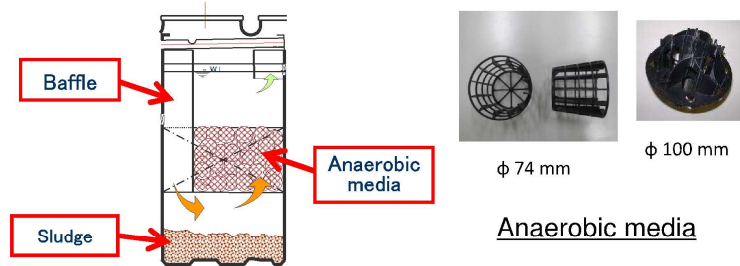 Baffle
W
Anaerobic
media
Sludge
φ 74 mm
φ 100 mm
Anaerobic media